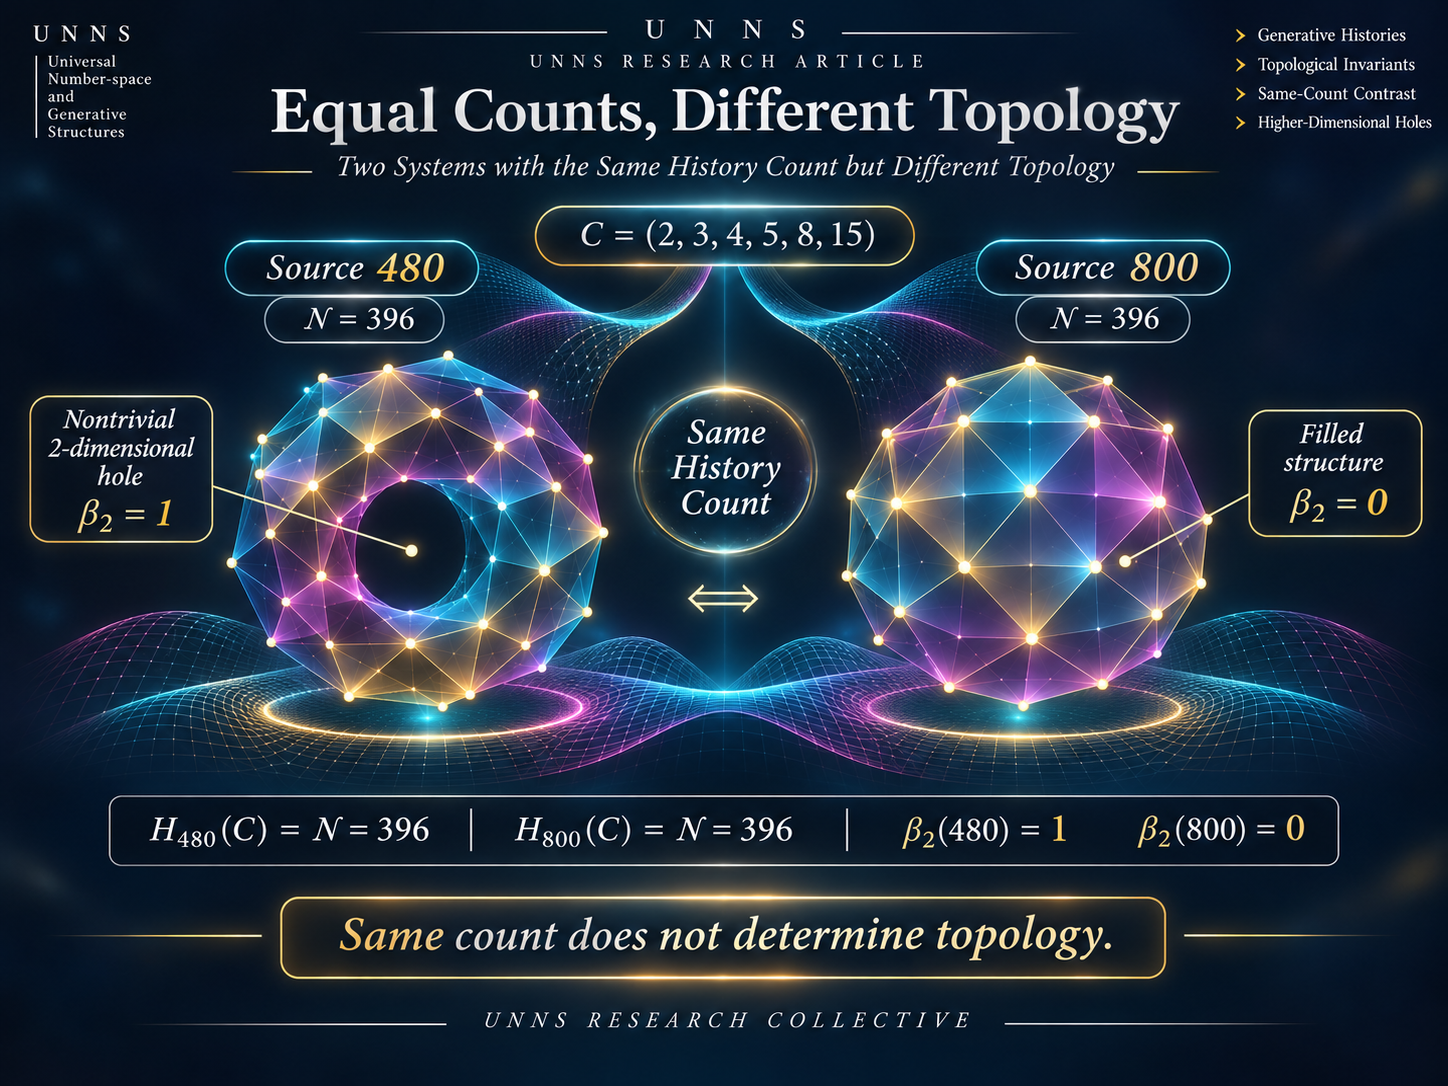 U N N S
Universal
Number-space
and
Generative
Structures
U N N S
UNNS RESEARCH ARTICLE
Equal Counts, Different Topology
Two Systems with the Same History Count but Different Topology
Generative Histories
Topological Invariants
Same-Count Contrast
Higher-Dimensional Holes
C = (2, 3, 4, 5, 8, 15)
Source 480
N = 396
Source 800
N = 396
Nontrivial
2-dimensional
hole
β₂ = 1
Same
History
Count
Filled
structure
β₂ = 0
H₄₈₀(C) = N = 396 | H₈₀₀(C) = N = 396 | β₂(480) = 1 β₂(800) = 0
Same count does not determine topology.
UNNS RESEARCH COLLECTIVE